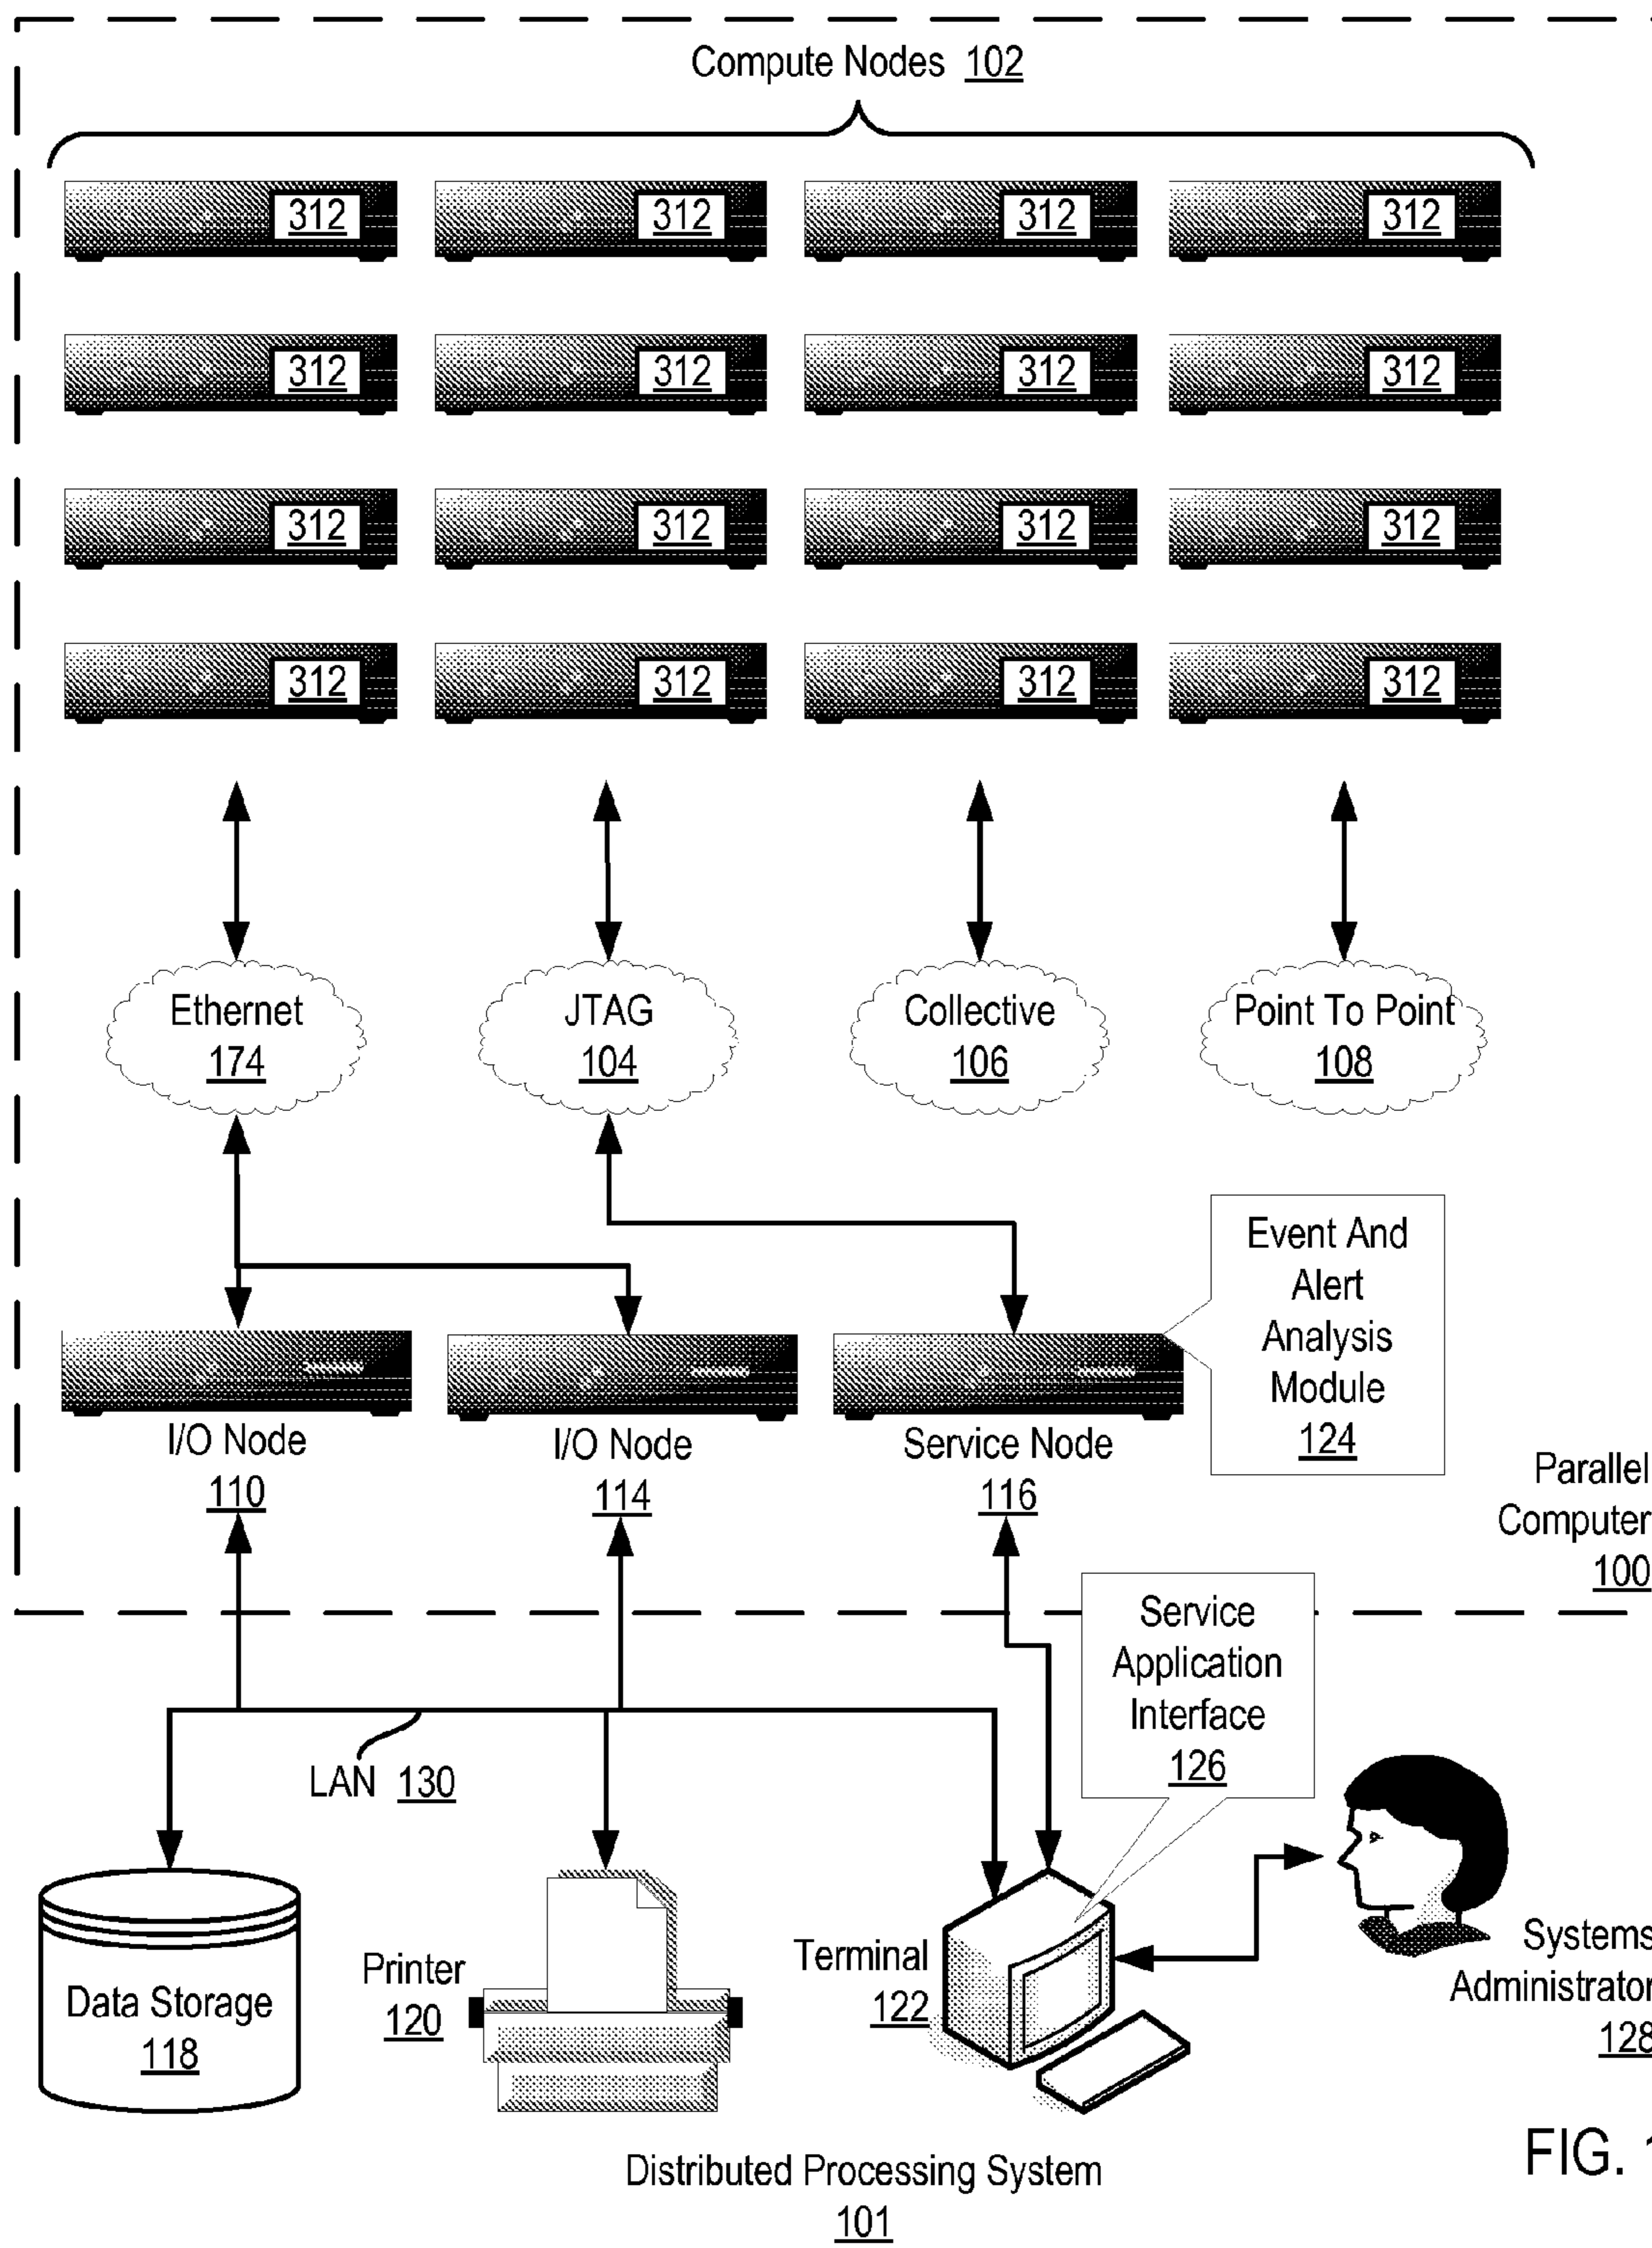 Compute Nodes 102
312 312 312 312
312 312 312 312
312 312 312 312
312 312 312 312
Ethernet
174
JTAG
104
Collective
106
Point To Point
108
Event And
Alert
Analysis
Module
124
I/O Node
110
I/O Node
114
Service Node
116
Parallel
Computer
100
Service
Application
Interface
126
LAN 130
Data Storage
118
Printer
120
Terminal
122
Systems
Administrator
128
Distributed Processing System
101
FIG. 1